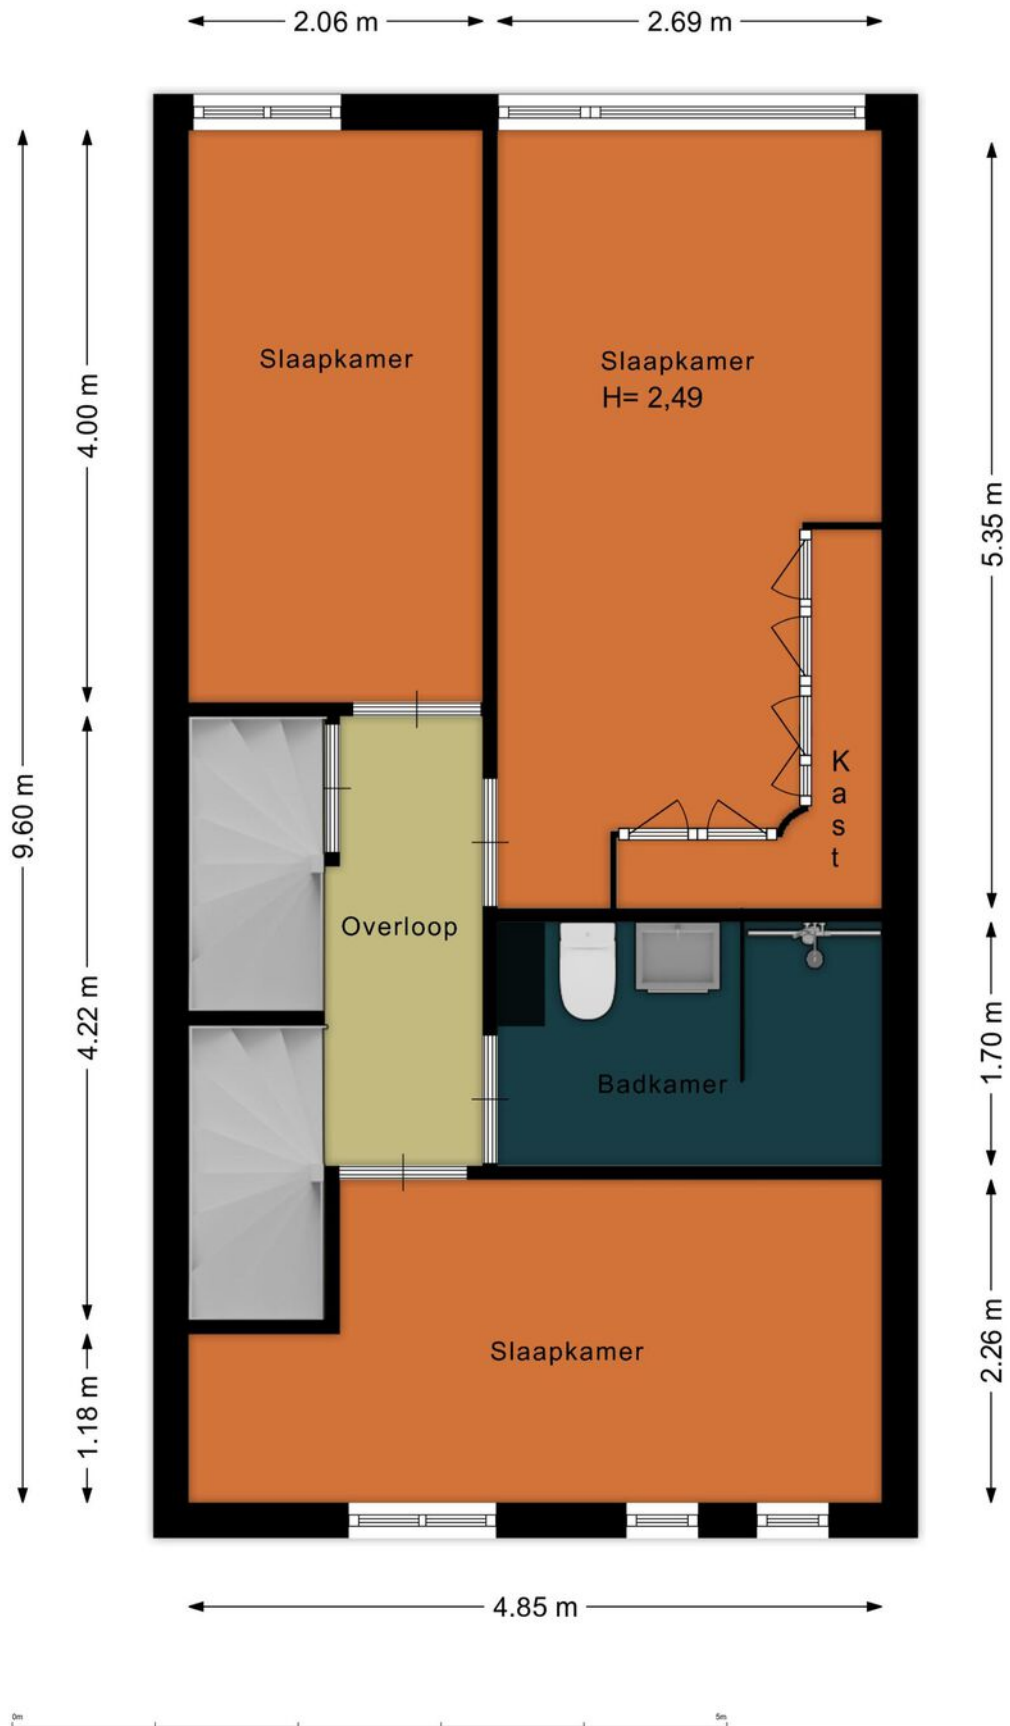 2.06 m
2.69 m
4.00 m
Slaapkamer
Slaapkamer
H= 2,49
5.35 m
9.60 m
Kast
Overloop
4.22 m
Badkamer
1.70 m
Slaapkamer
2.26 m
1.18 m
4.85 m
0m
5m